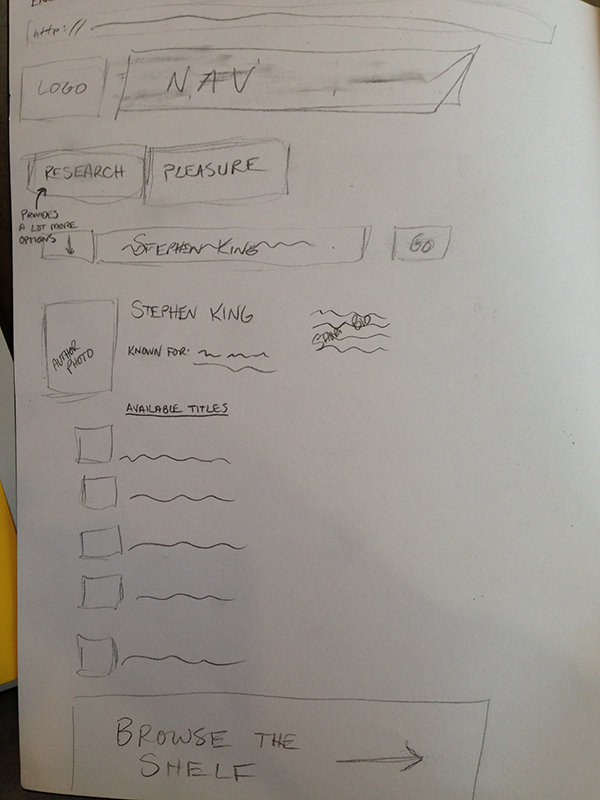 http://
LOGO
NAV
RESEARCH
PLEASURE
PROVIDES
A LOT MORE
OPTIONS
STEPHEN KING
GO
STEPHEN KING
AUTHOR
PHOTO
KNOWN FOR:
BIO
AVAILABLE TITLES
BROWSE THE
SHELF